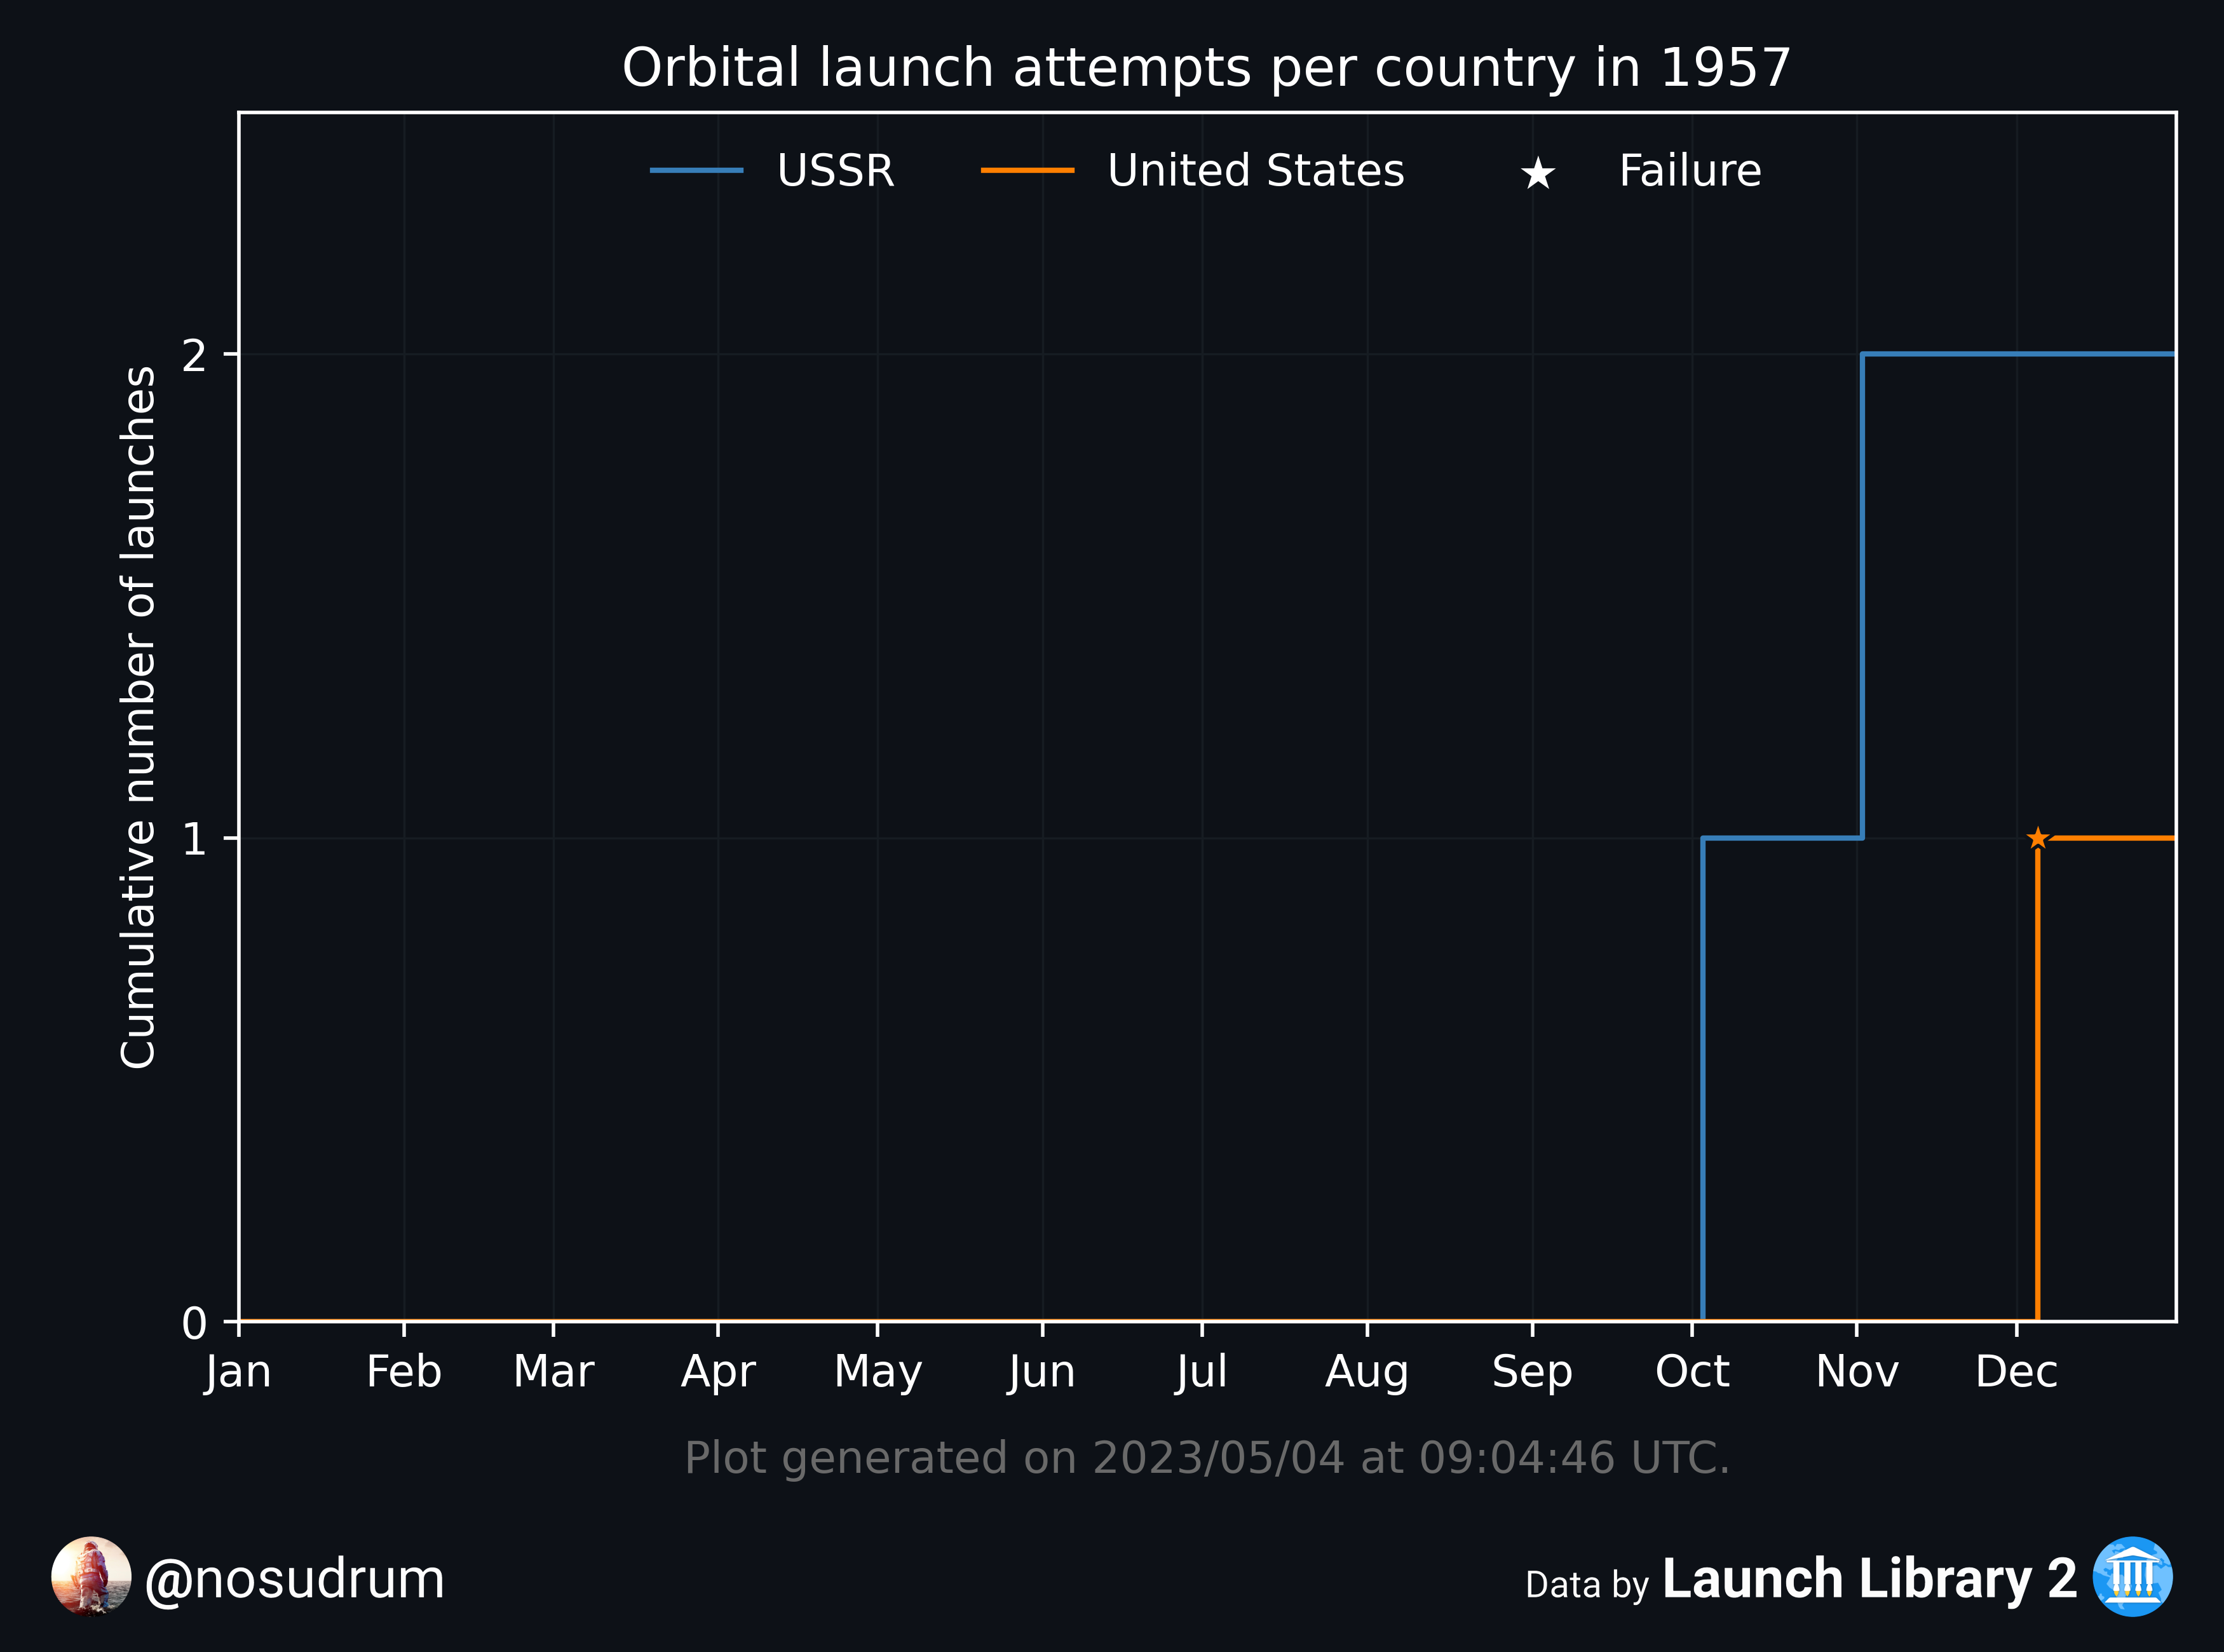 Orbital launch attempts per country in 1957
USSR
United States
Failure
Cumulative number of launches
2
1
0
Jan
Feb
Mar
Apr
May
Jun
Jul
Aug
Sep
Oct
Nov
Dec
Plot generated on 2023/05/04 at 09:04:46 UTC.
@nosudrum
Data by Launch Library 2